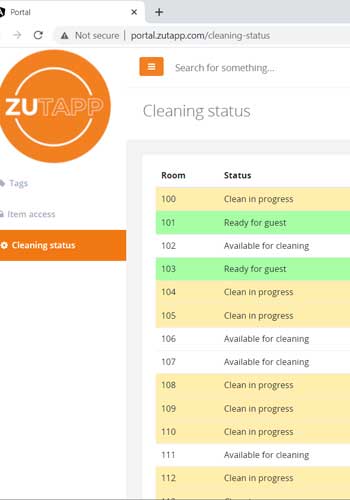 Portal
Not secure | portal.zutapp.com/cleaning-status
ZUTAPP
Search for something...
Cleaning status
Tags
Item access
Cleaning status
Room Status
100 Clean in progress
101 Ready for guest
102 Available for cleaning
103 Ready for guest
104 Clean in progress
105 Clean in progress
106 Available for cleaning
107 Available for cleaning
108 Clean in progress
109 Clean in progress
110 Clean in progress
111 Available for cleaning
112 Clean in progress